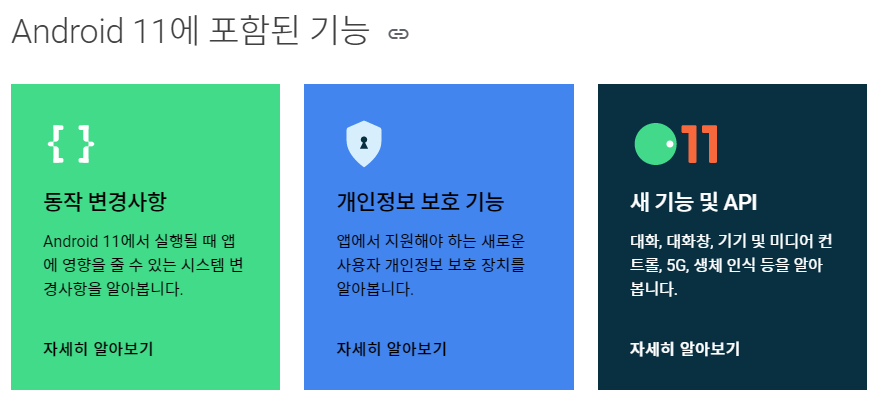 Android 11에 포함된 기능
{ }
동작 변경사항
Android 11에서 실행될 때 앱
에 영향을 줄 수 있는 시스템 변
경사항을 알아봅니다.
자세히 알아보기
개인정보 보호 기능
앱에서 지원해야 하는 새로운
사용자 개인정보 보호 장치를
알아봅니다.
자세히 알아보기
11
새 기능 및 API
대화, 대화창, 기기 및 미디어 컨
트롤, 5G, 생체 인식 등을 알아
봅니다.
자세히 알아보기